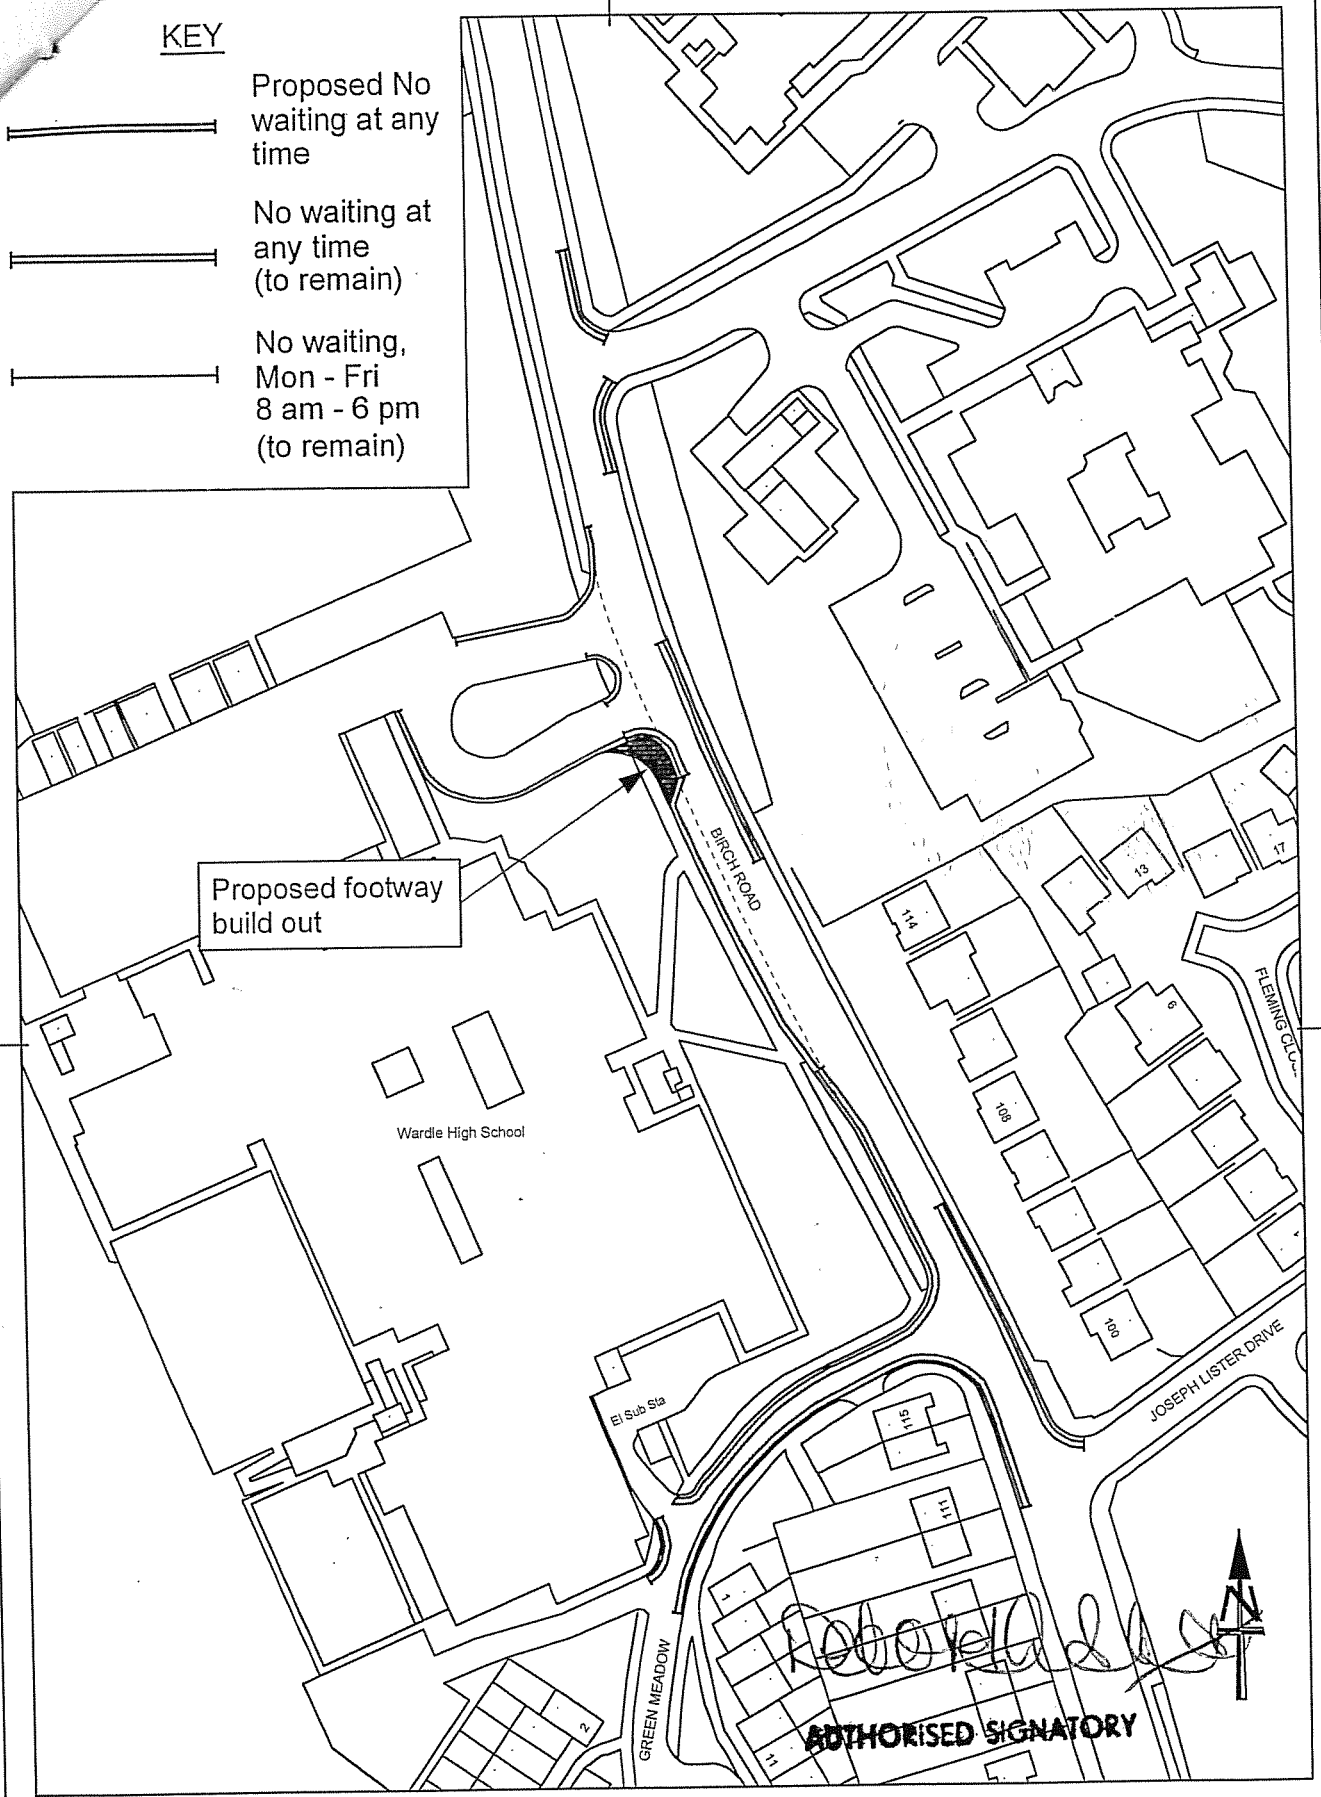 KEY
Proposed No
waiting at any
time
No waiting at
any time
(to remain)
No waiting,
Mon - Fri
8 am - 6 pm
(to remain)
Proposed footway
build out
BIRCH ROAD
114
13
17
6
FLEMING CLO
108
Wardle High School
100
JOSEPH LISTER DRIVE
El Sub Sta
115
111
1
1
N
GREEN MEADOW
2
11
AUTHORISED SIGNATORY